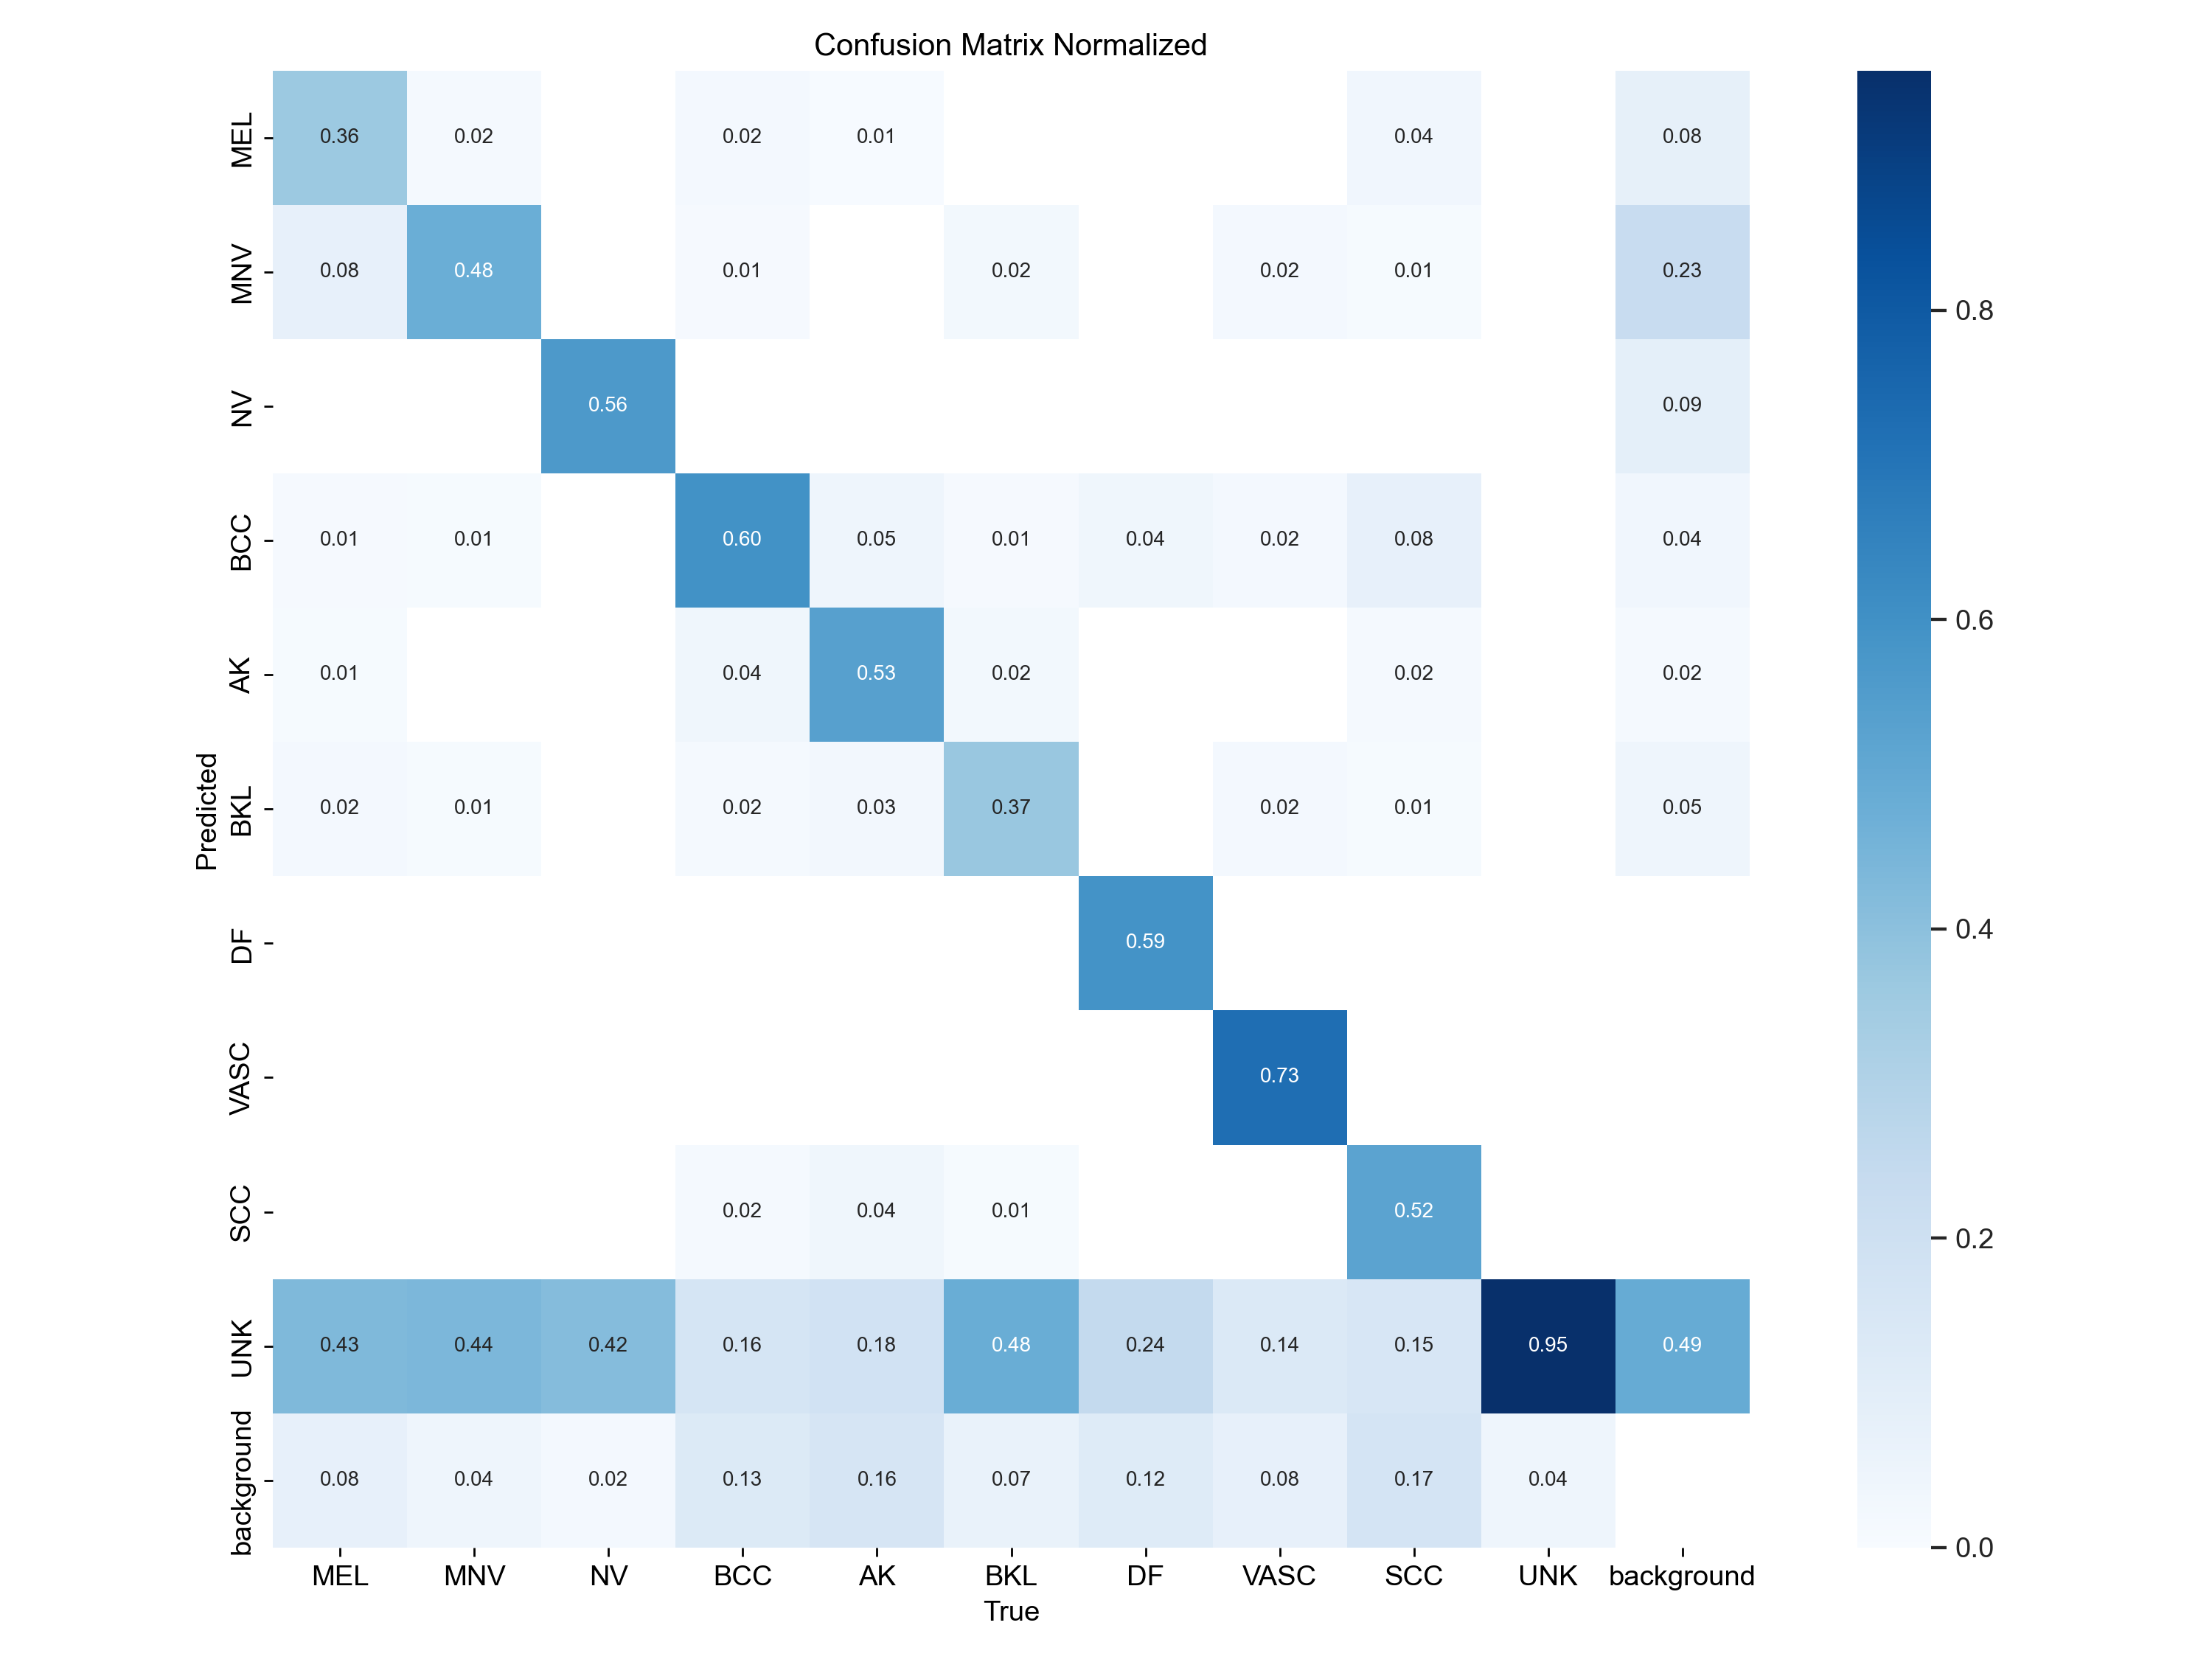 Confusion Matrix Normalized
MEL 0.36 0.02 0.02 0.01 0.04 0.08
MNV 0.08 0.48 0.01 0.02 0.02 0.01 0.23
NV 0.56 0.09
BCC 0.01 0.01 0.60 0.05 0.01 0.04 0.02 0.08 0.04
AK 0.01 0.04 0.53 0.02 0.02 0.02
BKL 0.02 0.01 0.02 0.03 0.37 0.02 0.01 0.05
DF 0.59
VASC 0.73
SCC 0.02 0.04 0.01 0.52
UNK 0.43 0.44 0.42 0.16 0.18 0.48 0.24 0.14 0.15 0.95 0.49
background 0.08 0.04 0.02 0.13 0.16 0.07 0.12 0.08 0.17 0.04
Predicted
MEL MNV NV BCC AK BKL DF VASC SCC UNK background
True
0.8
0.6
0.4
0.2
0.0